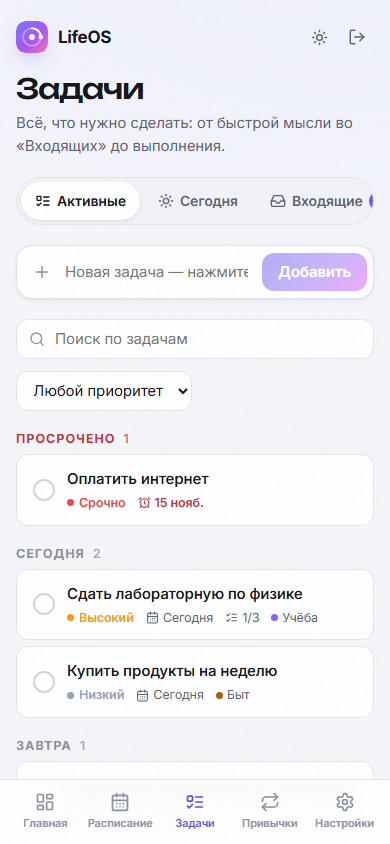 LifeOS
Задачи
Всё, что нужно сделать: от быстрой мысли во
«Входящих» до выполнения.
Активные
Сегодня
Входящие
Новая задача — нажмите
Добавить
Поиск по задачам
Любой приоритет
ПРОСРОЧЕНО 1
Оплатить интернет
Срочно 15 нояб.
СЕГОДНЯ 2
Сдать лабораторную по физике
Высокий Сегодня 1/3 Учёба
Купить продукты на неделю
Низкий Сегодня Быт
ЗАВТРА 1
Главная Расписание Задачи Привычки Настройки